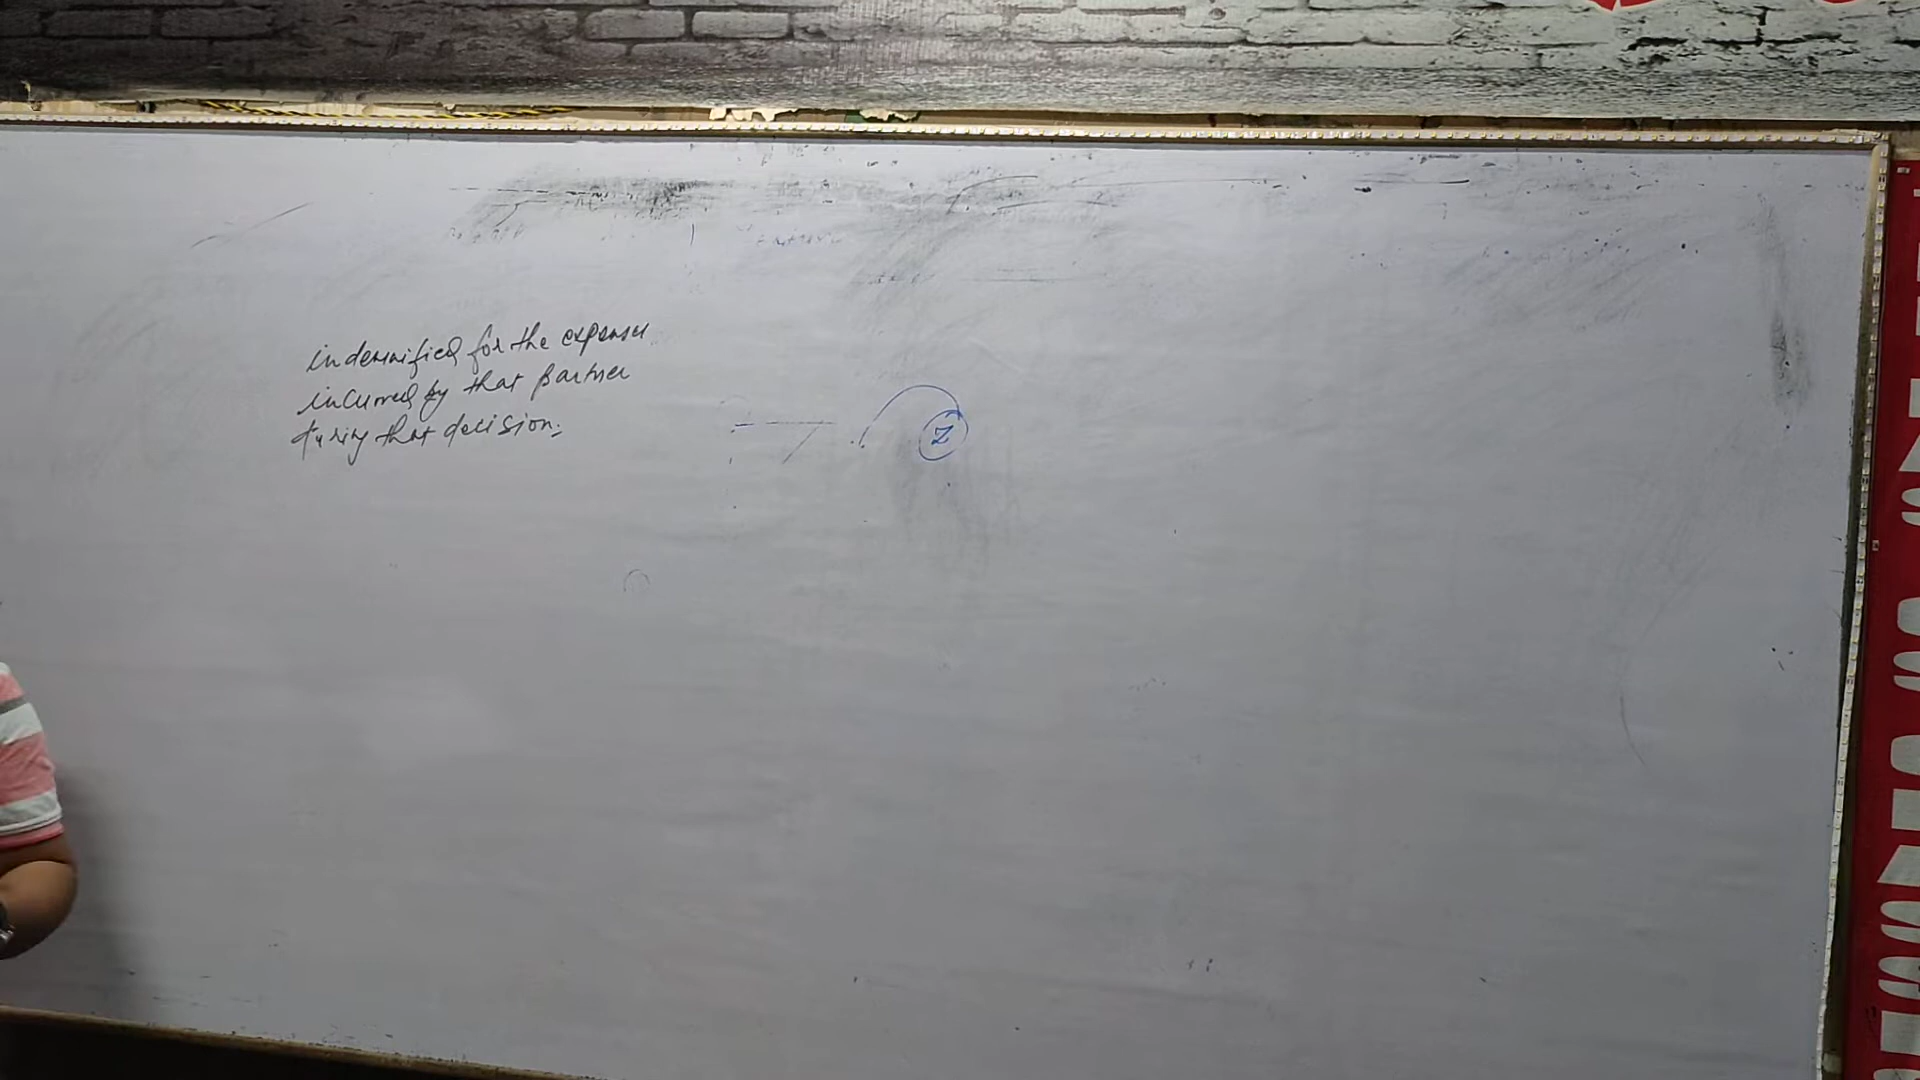 indemnified for the expenses
incurred by that partner
during that decision:
Z